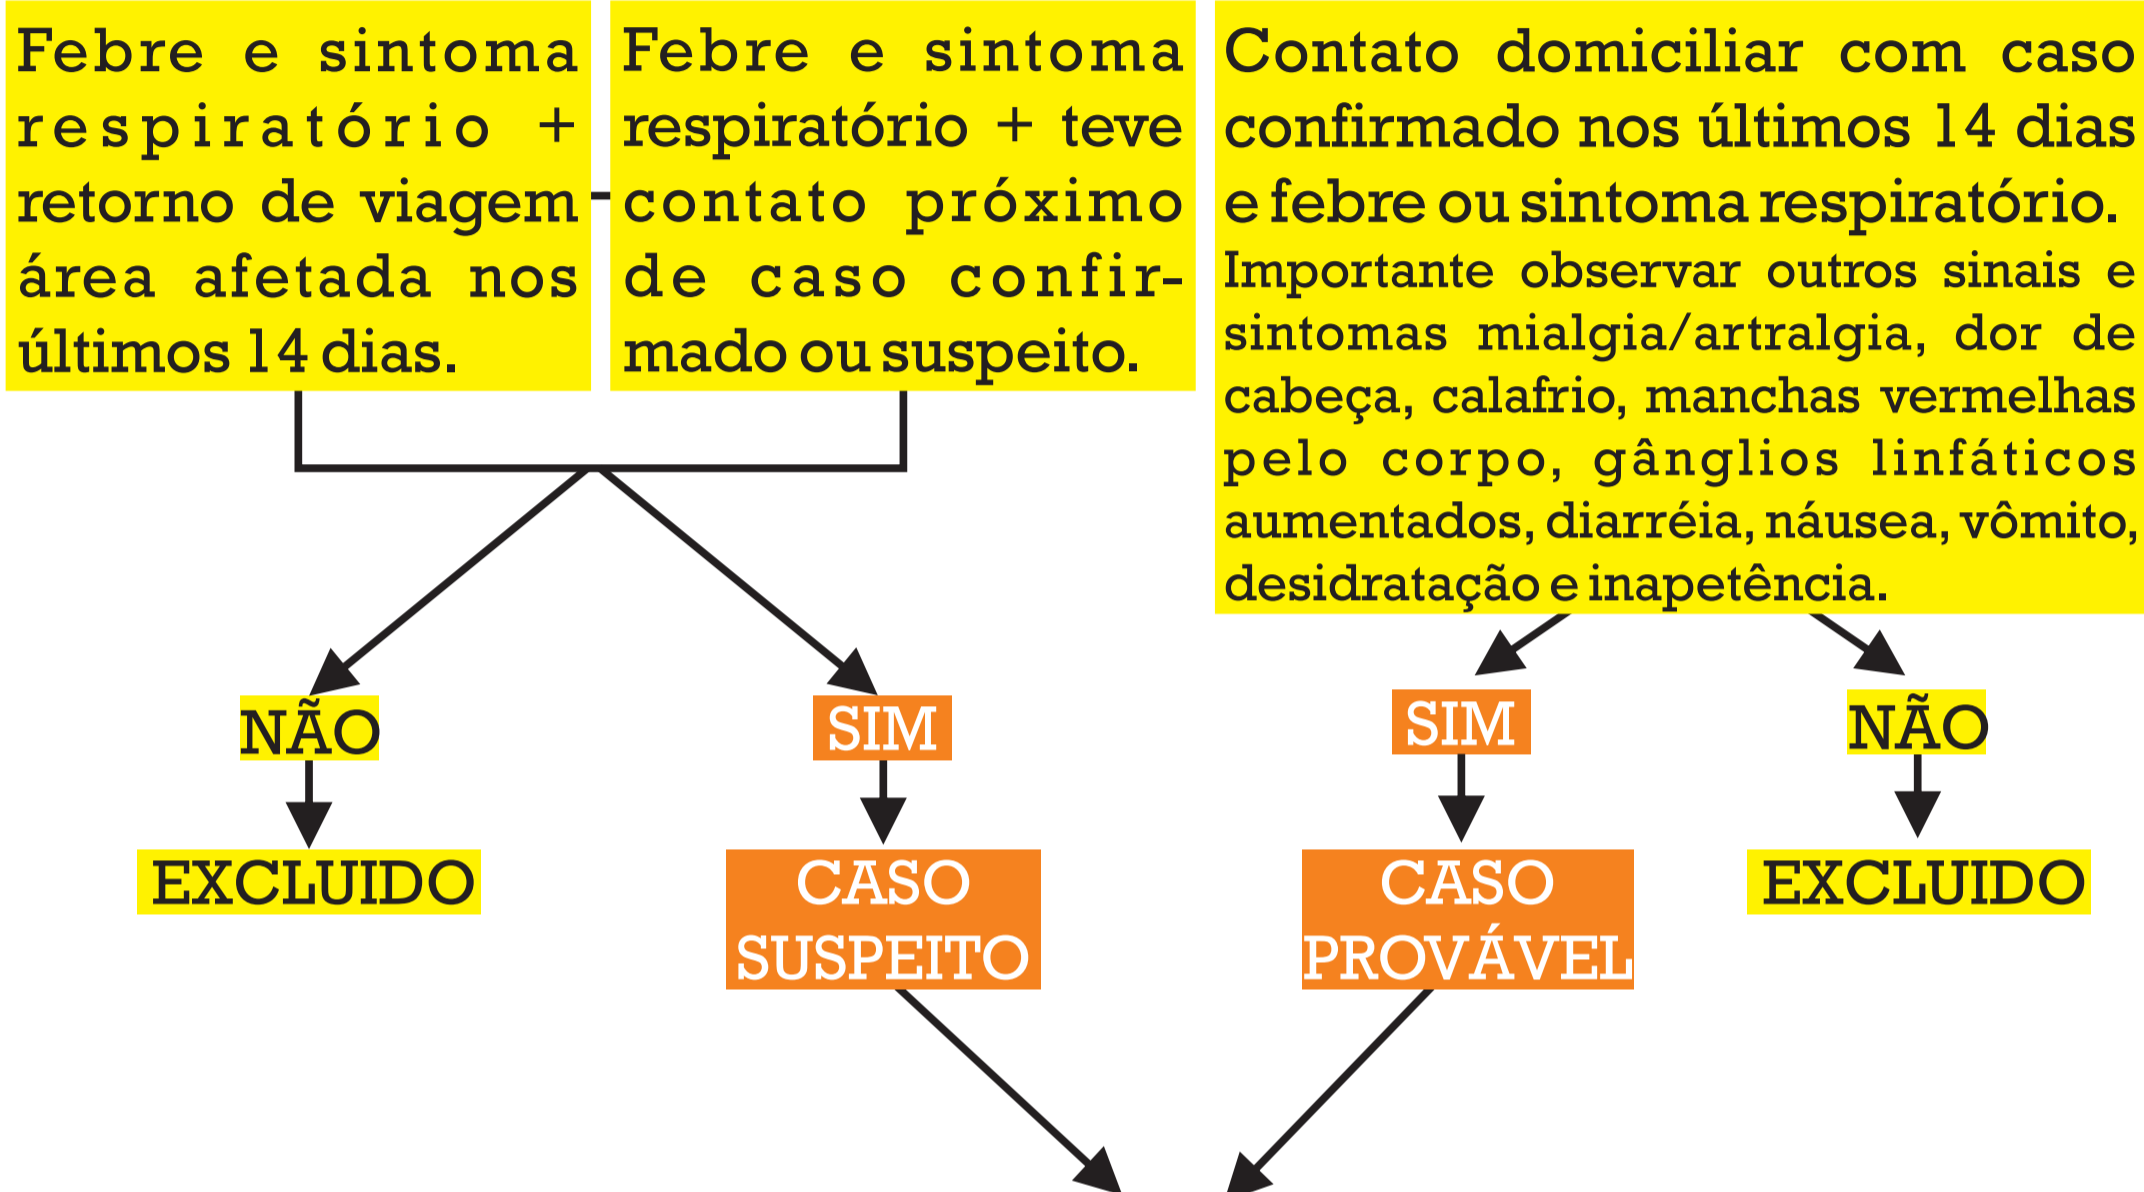 Febre e sintoma
respiratório +
retorno de viagem
área afetada nos
últimos 14 dias.
Febre e sintoma
respiratório + teve
contato próximo
de caso confir-
mado ou suspeito.
Contato domiciliar com caso
confirmado nos últimos 14 dias
e febre ou sintoma respiratório.
Importante observar outros sinais e
sintomas mialgia/artralgia, dor de
cabeça, calafrio, manchas vermelhas
pelo corpo, gânglios linfáticos
aumentados, diarréia, náusea, vômito,
desidratação e inapetência.
NÃO
SIM
SIM
NÃO
EXCLUIDO
CASO
SUSPEITO
CASO
PROVÁVEL
EXCLUIDO